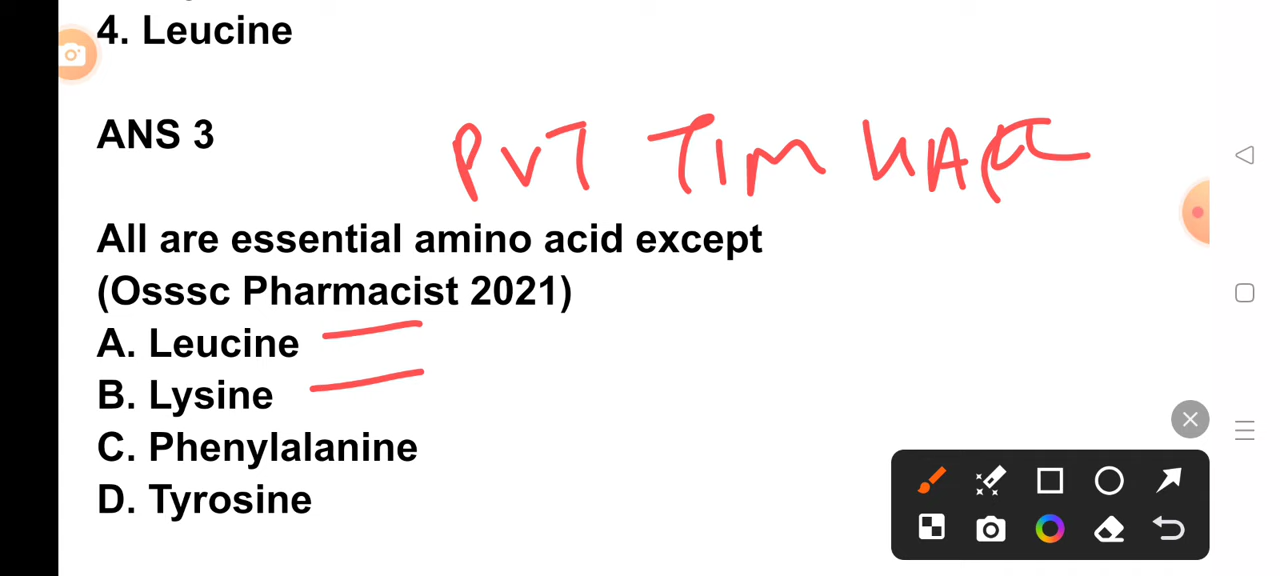 4. Leucine
ANS 3
PVT TIM
All are essential amino acid except
(Osssc Pharmacist 2021)
A. Leucine
B. Lysine
C. Phenylalanine
D. Tyrosine